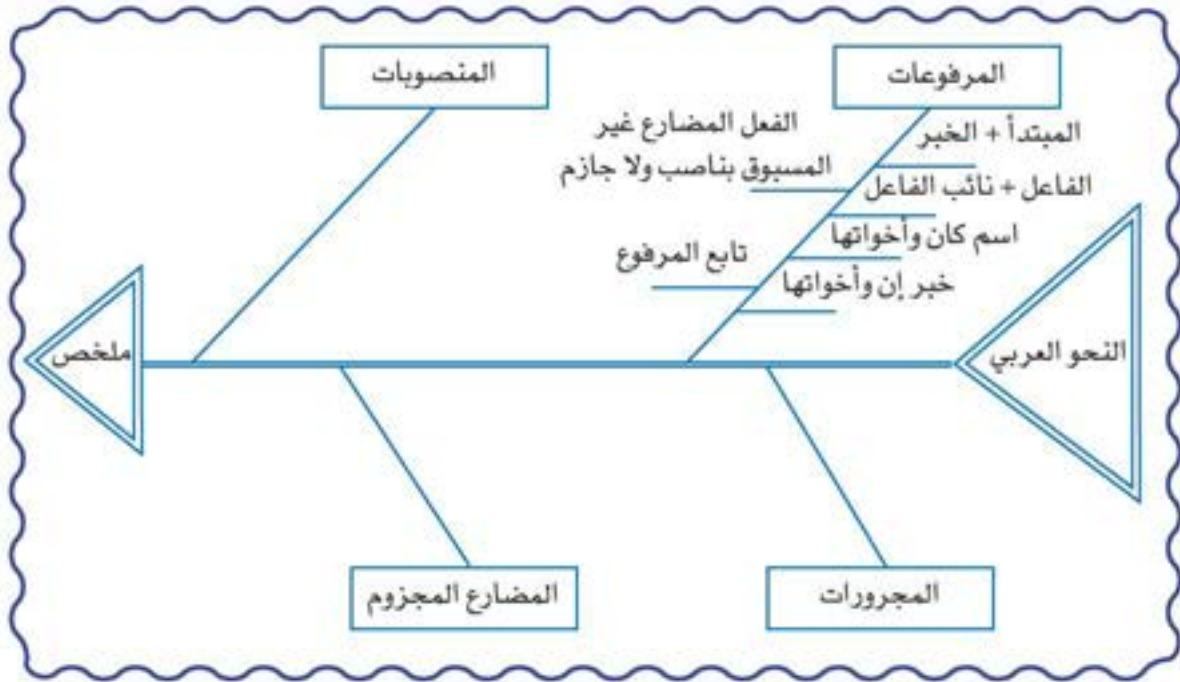 المرفوعات
المنصوبات
المبتدأ + الخبر
الفعل المضارع غير
المسبوق بناصب ولا جازم
الفاعل + نائب الفاعل
اسم كان وأخواتها
تابع المرفوع
خبر إن وأخواتها
النحو العربي
ملخص
المجرورات
المضارع المجزوم